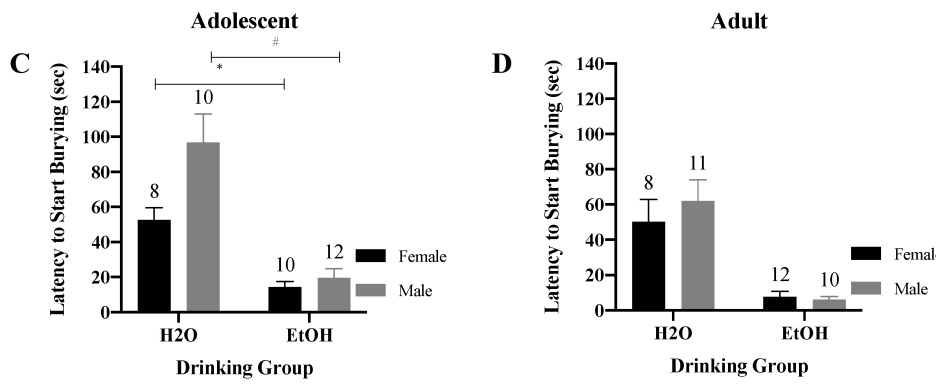 Adolescent
C
#
*
Latency to Start Burying (sec)
140
120
100
80
60
40
20
0
8
10
10
12
Female
Male
H2O
EtOH
Drinking Group
Adult
D
Latency to Start Burying (sec)
140
120
100
80
60
40
20
0
8
11
12
10
Female
Male
H2O
EtOH
Drinking Group